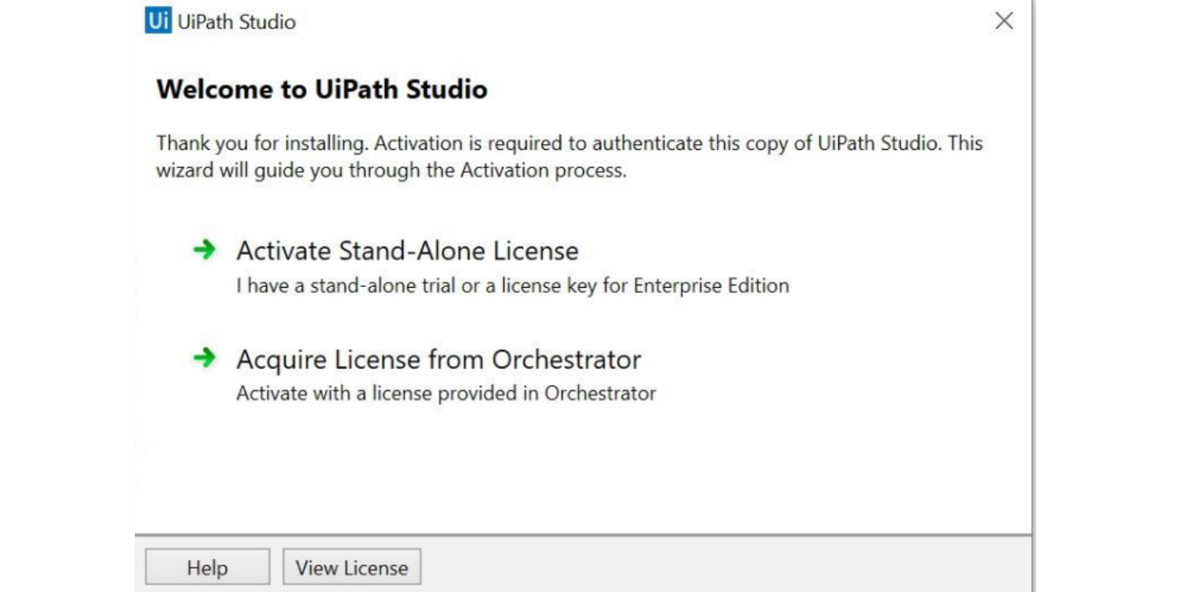 Ui UiPath Studio
Welcome to UiPath Studio
Thank you for installing. Activation is required to authenticate this copy of UiPath Studio. This
wizard will guide you through the Activation process.
Activate Stand-Alone License
I have a stand-alone trial or a license key for Enterprise Edition
Acquire License from Orchestrator
Activate with a license provided in Orchestrator
Help View License